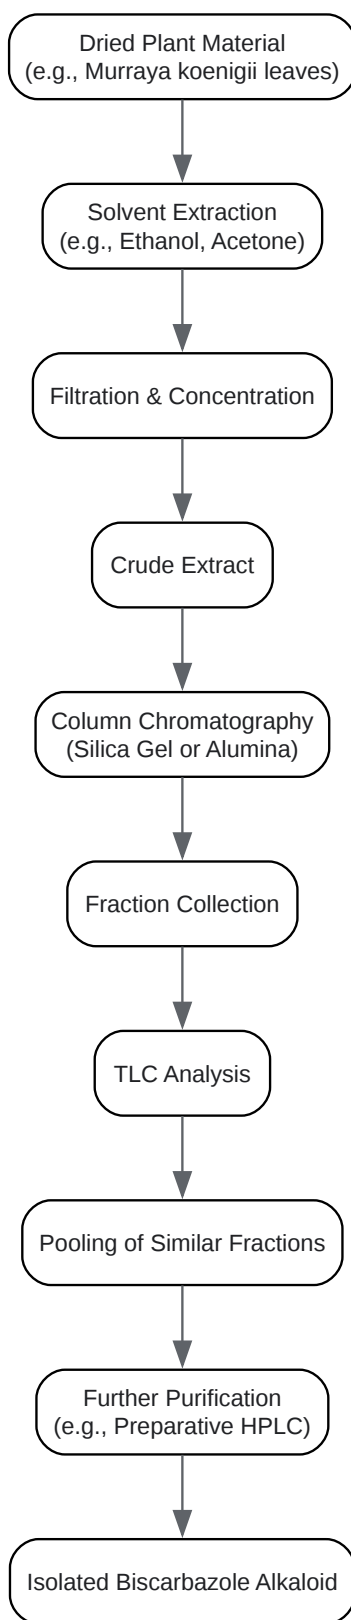 Dried Plant Material
(e.g., Murraya koenigii leaves)
Solvent Extraction
(e.g., Ethanol, Acetone)
Filtration & Concentration
Crude Extract
Column Chromatography
(Silica Gel or Alumina)
Fraction Collection
TLC Analysis
Pooling of Similar Fractions
Further Purification
(e.g., Preparative HPLC)
Isolated Biscarbazole Alkaloid